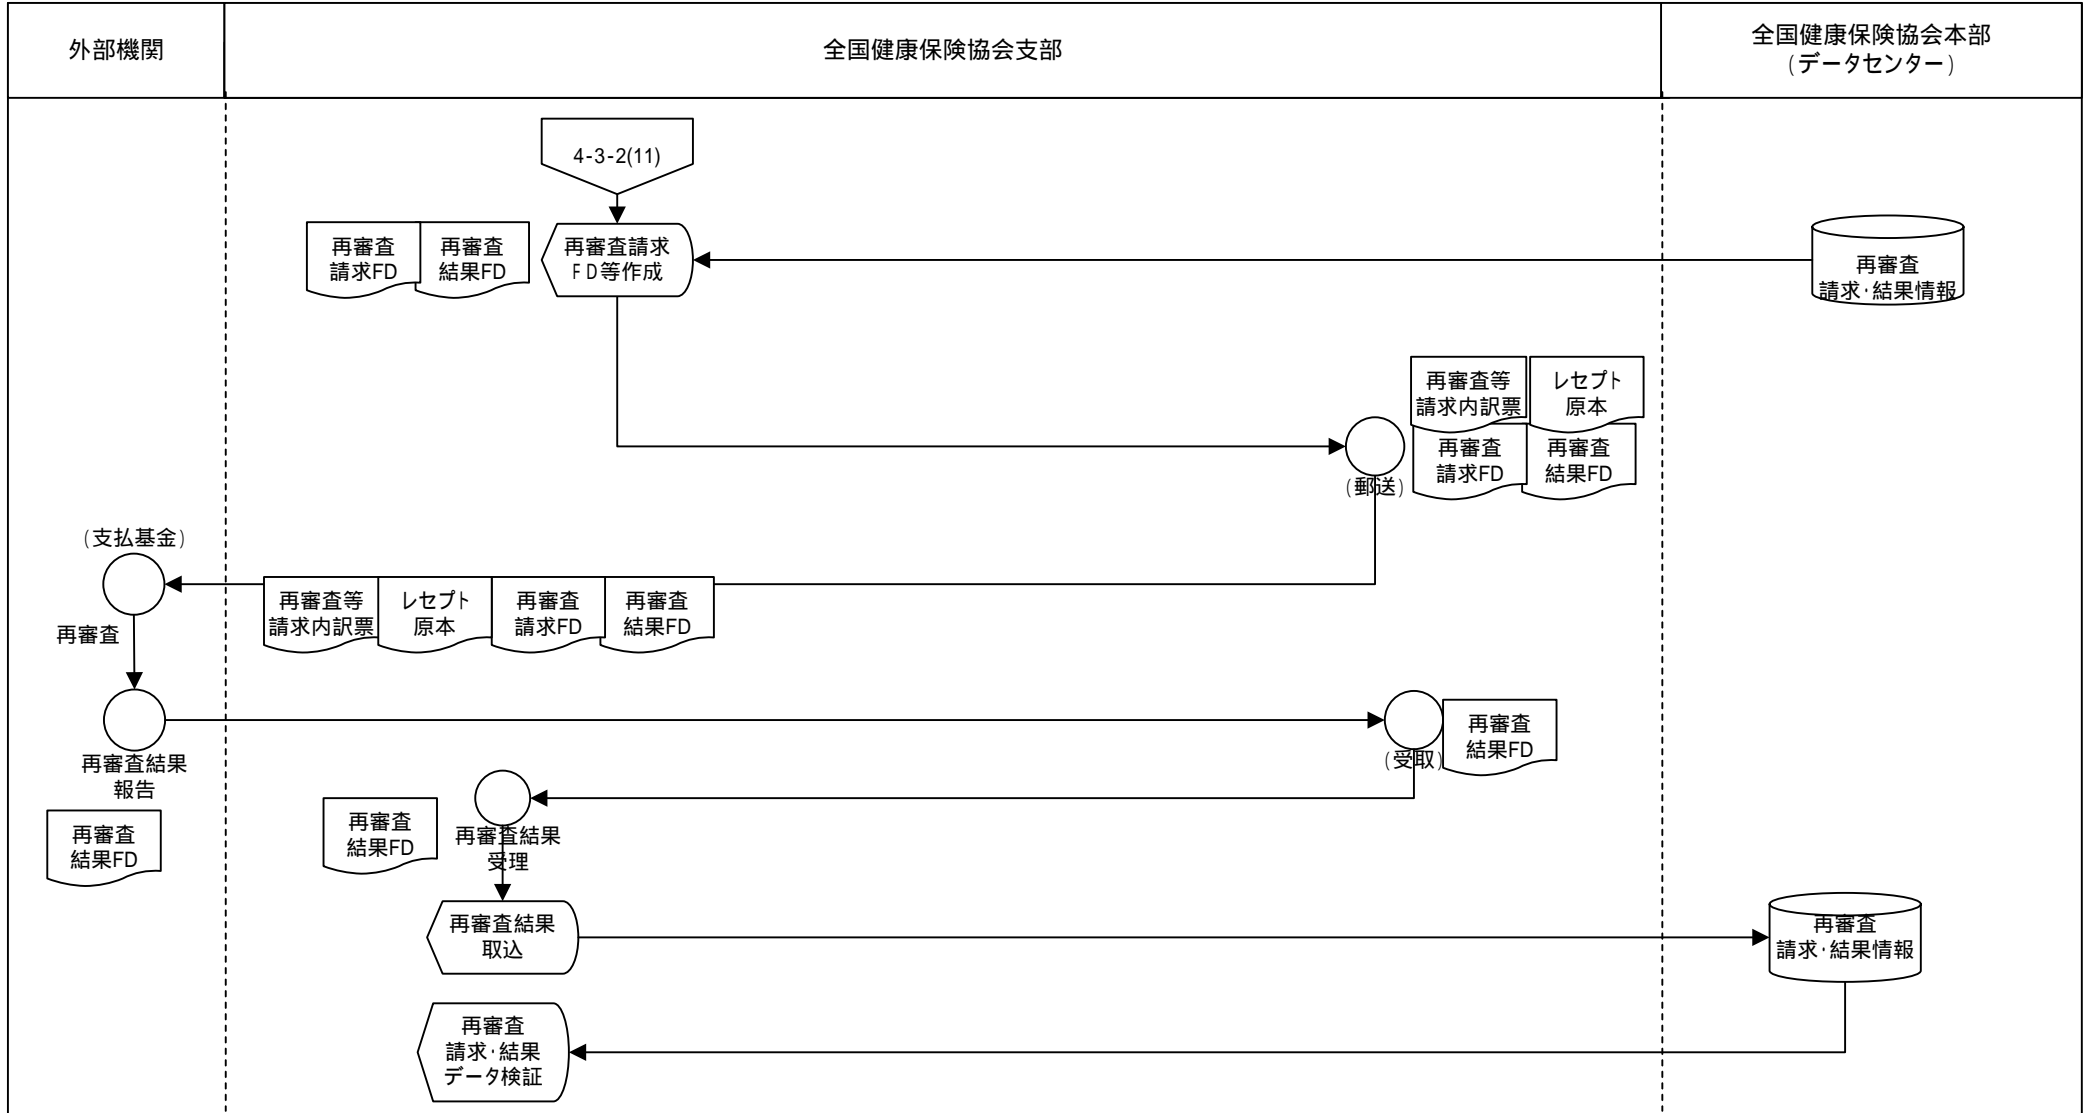 外部機関
全国健康保険協会支部
全国健康保険協会本部
(データセンター)
4-3-2(11)
再審査
請求FD
再審査
結果FD
再審査請求
FD等作成
再審査
請求・結果情報
再審査等
請求内訳票
レセプト
原本
再審査
請求FD
再審査
結果FD
(郵送)
(支払基金)
再審査等
請求内訳票
レセプト
原本
再審査
請求FD
再審査
結果FD
再審査
再審査結果
報告
再審査
結果FD
(受取)
再審査
結果FD
再審査
結果FD
再審査結果
受理
再審査結果
取込
再審査
請求・結果情報
再審査
請求・結果
データ検証